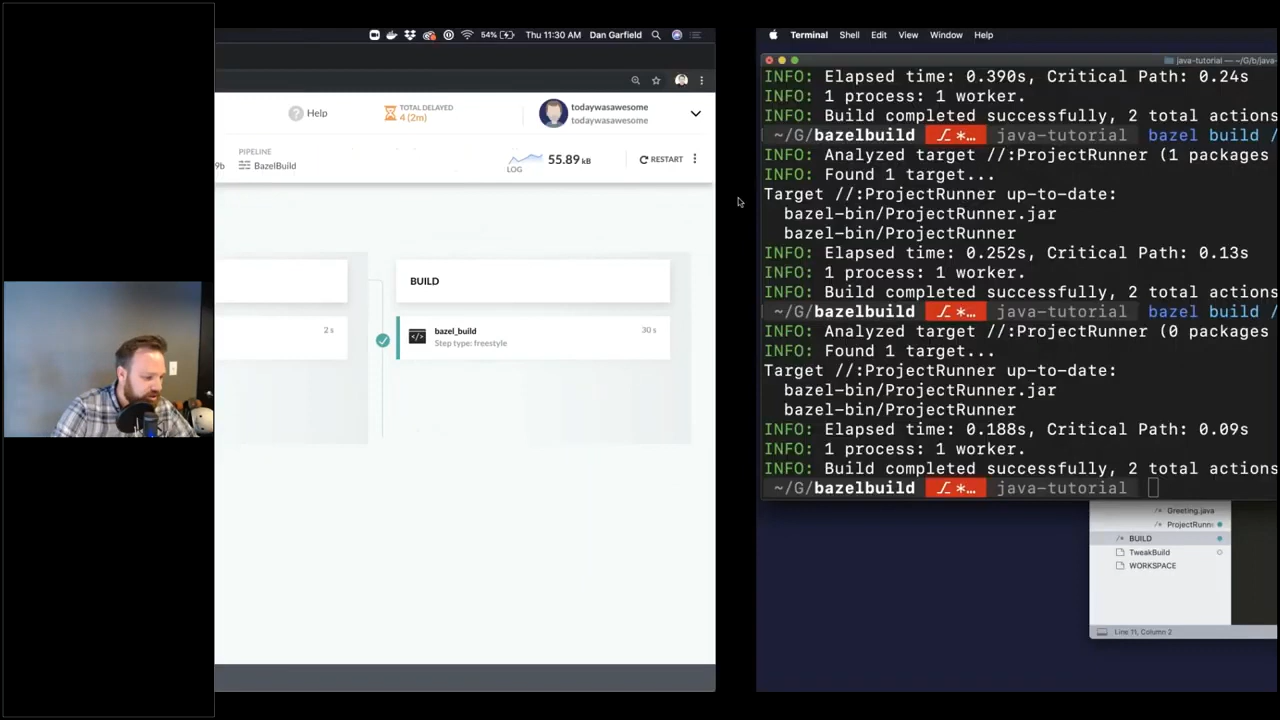 54% Thu 11:30 AM Dan Garfield
Help
TOTAL DELAYED
4 (2m)
todaywasawesome
todaywasawesome
9b
PIPELINE
BazelBuild
LOG
55.89 kB
RESTART
2 s
BUILD
bazel_build
30 s
Step type: freestyle
Terminal Shell Edit View Window Help
java-tutorial — ~/G/b/java-
INFO: Elapsed time: 0.390s, Critical Path: 0.24s
INFO: 1 process: 1 worker.
INFO: Build completed successfully, 2 total actions
~/G/bazelbuild *… java-tutorial bazel build /
INFO: Analyzed target //:ProjectRunner (1 packages
INFO: Found 1 target...
Target //:ProjectRunner up-to-date:
bazel-bin/ProjectRunner.jar
bazel-bin/ProjectRunner
INFO: Elapsed time: 0.252s, Critical Path: 0.13s
INFO: 1 process: 1 worker.
INFO: Build completed successfully, 2 total actions
~/G/bazelbuild *… java-tutorial bazel build /
INFO: Analyzed target //:ProjectRunner (0 packages
INFO: Found 1 target...
Target //:ProjectRunner up-to-date:
bazel-bin/ProjectRunner.jar
bazel-bin/ProjectRunner
INFO: Elapsed time: 0.188s, Critical Path: 0.09s
INFO: 1 process: 1 worker.
INFO: Build completed successfully, 2 total actions
~/G/bazelbuild *… java-tutorial
/* Greeting.java
/* ProjectRunn
/* BUILD
TweakBuild
WORKSPACE
Line 11, Column 2